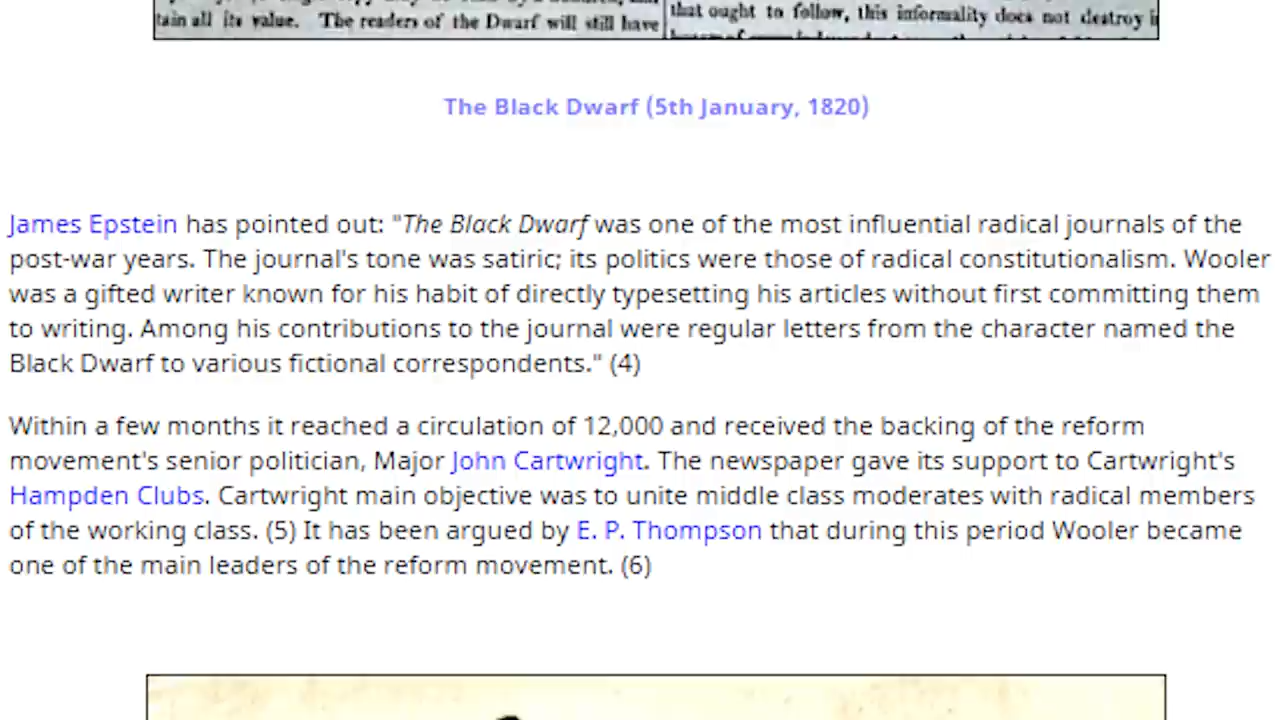 tain all its value. The readers of the Dwarf will still have
that ought to follow, this informality does not destroy
The Black Dwarf (5th January, 1820)
James Epstein has pointed out: "The Black Dwarf was one of the most influential radical journals of the
post-war years. The journal's tone was satiric; its politics were those of radical constitutionalism. Wooler
was a gifted writer known for his habit of directly typesetting his articles without first committing them
to writing. Among his contributions to the journal were regular letters from the character named the
Black Dwarf to various fictional correspondents." (4)
Within a few months it reached a circulation of 12,000 and received the backing of the reform
movement's senior politician, Major John Cartwright. The newspaper gave its support to Cartwright's
Hampden Clubs. Cartwright main objective was to unite middle class moderates with radical members
of the working class. (5) It has been argued by E. P. Thompson that during this period Wooler became
one of the main leaders of the reform movement. (6)